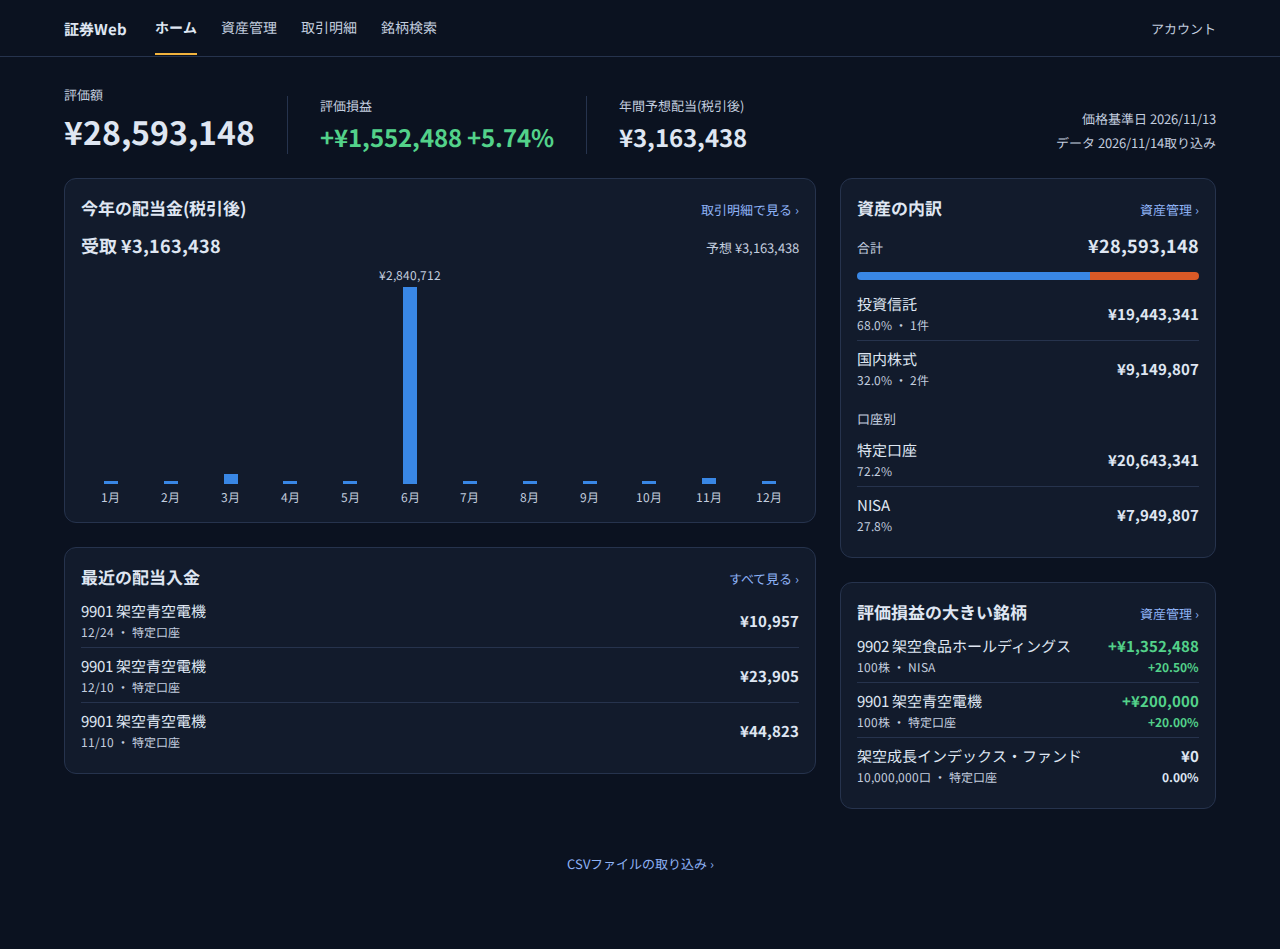 証券Web ホーム 資産管理 取引明細 銘柄検索 アカウント
評価額
¥28,593,148
評価損益
+¥1,552,488 +5.74%
年間予想配当(税引後)
¥3,163,438
価格基準日 2026/11/13
データ 2026/11/14取り込み
今年の配当金(税引後) 取引明細で見る ›
受取 ¥3,163,438 予想 ¥3,163,438
¥2,840,712
1月 2月 3月 4月 5月 6月 7月 8月 9月 10月 11月 12月
最近の配当入金 すべて見る ›
9901 架空青空電機
12/24 ・ 特定口座
¥10,957
9901 架空青空電機
12/10 ・ 特定口座
¥23,905
9901 架空青空電機
11/10 ・ 特定口座
¥44,823
資産の内訳 資産管理 ›
合計 ¥28,593,148
投資信託
68.0% ・ 1件
¥19,443,341
国内株式
32.0% ・ 2件
¥9,149,807
口座別
特定口座
72.2%
¥20,643,341
NISA
27.8%
¥7,949,807
評価損益の大きい銘柄 資産管理 ›
9902 架空食品ホールディングス +¥1,352,488
100株 ・ NISA +20.50%
9901 架空青空電機 +¥200,000
100株 ・ 特定口座 +20.00%
架空成長インデックス・ファンド ¥0
10,000,000口 ・ 特定口座 0.00%
CSVファイルの取り込み ›